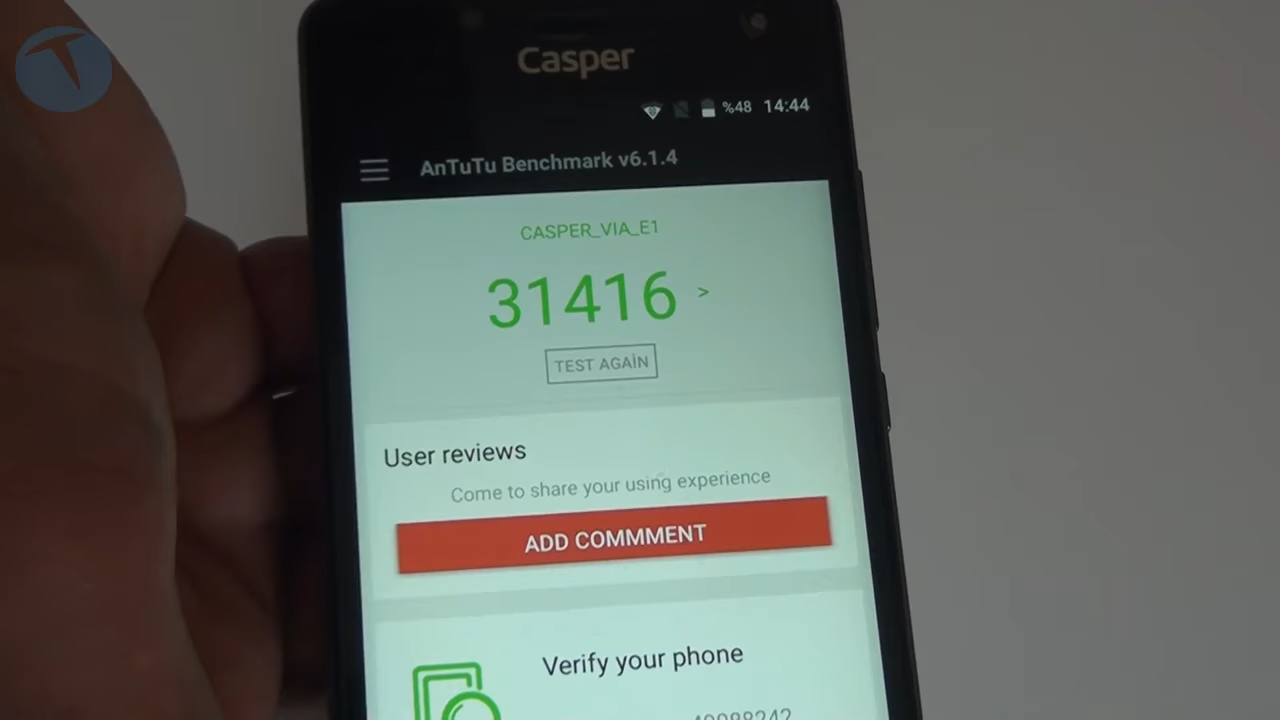 Casper
%48 14:44
AnTuTu Benchmark v6.1.4
CASPER_VIA_E1
31416 >
TEST AGAİN
User reviews
Come to share your using experience
ADD COMMMENT
Verify your phone